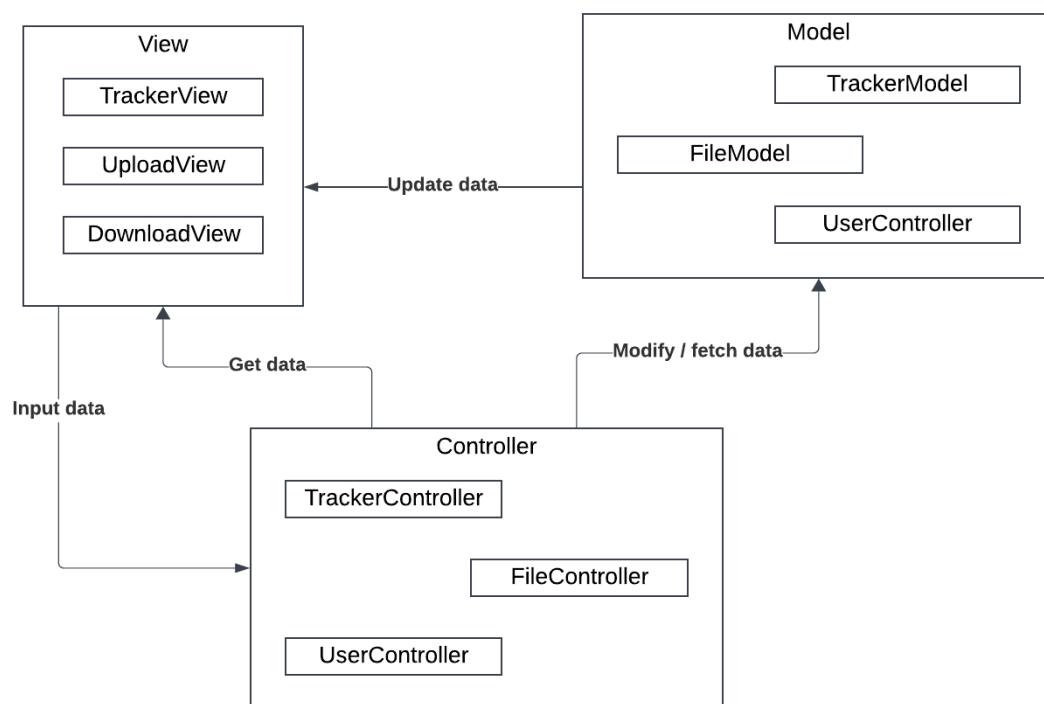 View
TrackerView
UploadView
DownloadView
Update data
Model
TrackerModel
FileModel
UserController
Get data
Modify / fetch data
Input data
Controller
TrackerController
FileController
UserController